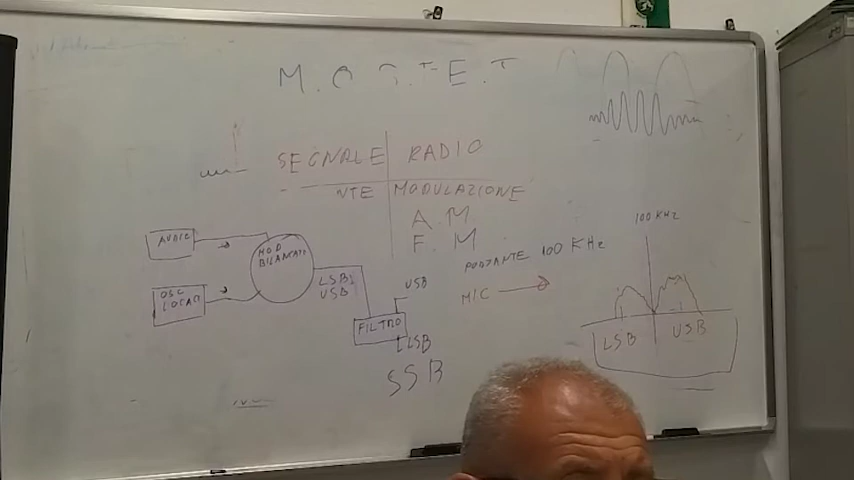 SEGNALE RADIO
NTE MODULAZIONE
A.M
F.M
100 KHz
PORTANTE 100 KHz
MIC
AUDIO
OSC
LOCALE
MOD
BILANCIATO
LSB
USB
FILTRO
USB
LSB
SSB
LSB USB